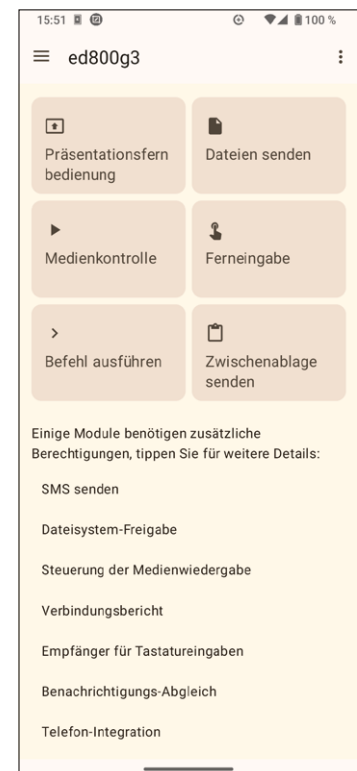 15:51 100 %
ed800g3
Präsentationsfern
bedienung
Dateien senden
Medienkontrolle
Ferneingabe
Befehl ausführen
Zwischenablage
senden
Einige Module benötigen zusätzliche
Berechtigungen, tippen Sie für weitere Details:
SMS senden
Dateisystem-Freigabe
Steuerung der Medienwiedergabe
Verbindungsbericht
Empfänger für Tastatureingaben
Benachrichtigungs-Abgleich
Telefon-Integration